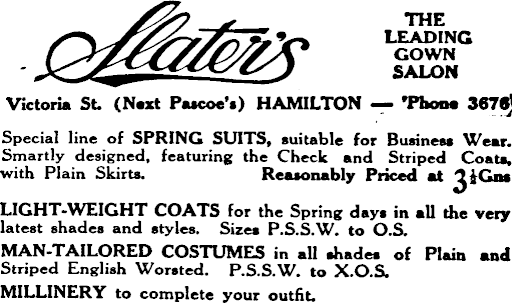 Slater's
THE
LEADING
GOWN
SALON
Victoria St. (Next Pascoe's) HAMILTON — 'Phone 3676
Special line of SPRING SUITS, suitable for Business Wear.
Smartly designed, featuring the Check and Striped Coats,
with Plain Skirts. Reasonably Priced at 3½Gns
LIGHT-WEIGHT COATS for the Spring days in all the very
latest shades and styles. Sizes P.S.S.W. to O.S.
MAN-TAILORED COSTUMES in all shades of Plain and
Striped English Worsted. P.S.S.W. to X.O.S.
MILLINERY to complete your outfit.